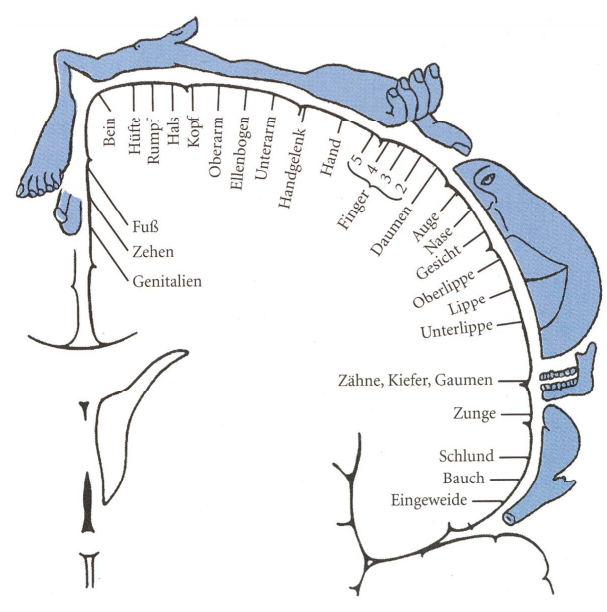 Bein
Hüfte
Rumpf
Hals
Kopf
Oberarm
Ellenbogen
Unterarm
Handgelenk
Hand
5
4
3
2
Finger
Daumen
Auge
Nase
Gesicht
Oberlippe
Lippe
Unterlippe
Fuß
Zehen
Genitalien
Zähne, Kiefer, Gaumen
Zunge
Schlund
Bauch
Eingeweide